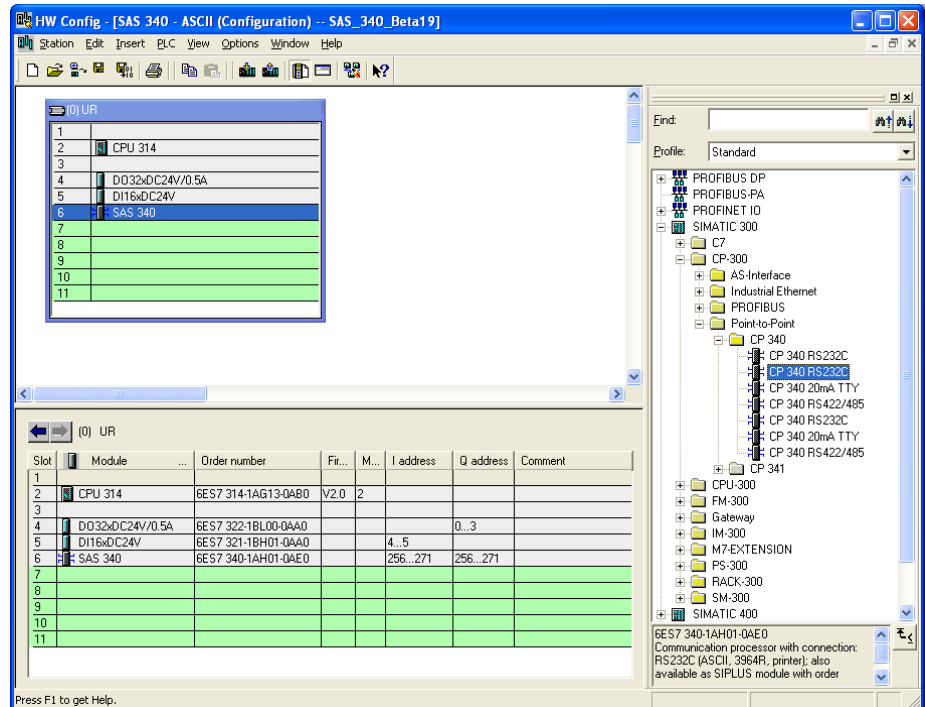 HW Config - [SAS 340 - ASCII (Configuration) -- SAS_340_Beta19]
Station Edit Insert PLC View Options Window Help
(0) UR
1
2 CPU 314
3
4 DO32xDC24V/0.5A
5 DI16xDC24V
6 SAS 340
7
8
9
10
11
Find:
Profile: Standard
PROFIBUS DP
PROFIBUS-PA
PROFINET IO
SIMATIC 300
C7
CP-300
AS-Interface
Industrial Ethernet
PROFIBUS
Point-to-Point
CP 340
CP 340 RS232C
CP 340 RS232C
CP 340 20mA TTY
CP 340 RS422/485
CP 340 RS232C
CP 340 20mA TTY
CP 340 RS422/485
CP 341
CPU-300
FM-300
Gateway
IM-300
M7-EXTENSION
PS-300
RACK-300
SM-300
SIMATIC 400
6ES7 340-1AH01-0AE0
Communication processor with connection:
RS232C (ASCII, 3964R, printer); also
available as SIPLUS module with order
(0) UR
Slot Module ... Order number Fir... M... I address Q address Comment
1
2 CPU 314 6ES7 314-1AG13-0AB0 V2.0 2
3
4 DO32xDC24V/0.5A 6ES7 322-1BL00-0AA0 0...3
5 DI16xDC24V 6ES7 321-1BH01-0AA0 4...5
6 SAS 340 6ES7 340-1AH01-0AE0 256...271 256...271
7
8
9
10
11
Press F1 to get Help.